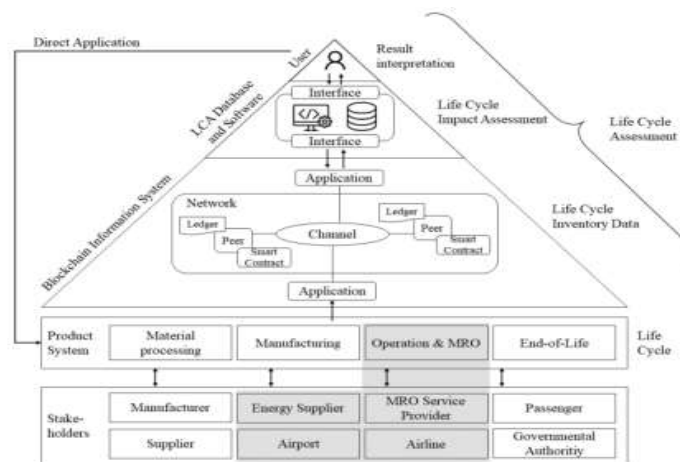 Direct Application
User
Result
interpretation
LCA Database
and Software
Interface
Interface
Life Cycle
Impact Assessment
Life Cycle
Assessment
Blockchain Information System
Application
Network
Ledger
Peer
Smart
Contract
Channel
Ledger
Peer
Smart
Contract
Life Cycle
Inventory Data
Application
Product
System
Material
processing
Manufacturing
Operation & MRO
End-of-Life
Life
Cycle
Stake-
holders
Manufacturer
Energy Supplier
MRO Service
Provider
Passenger
Supplier
Airport
Airline
Governmental
Authoritiy